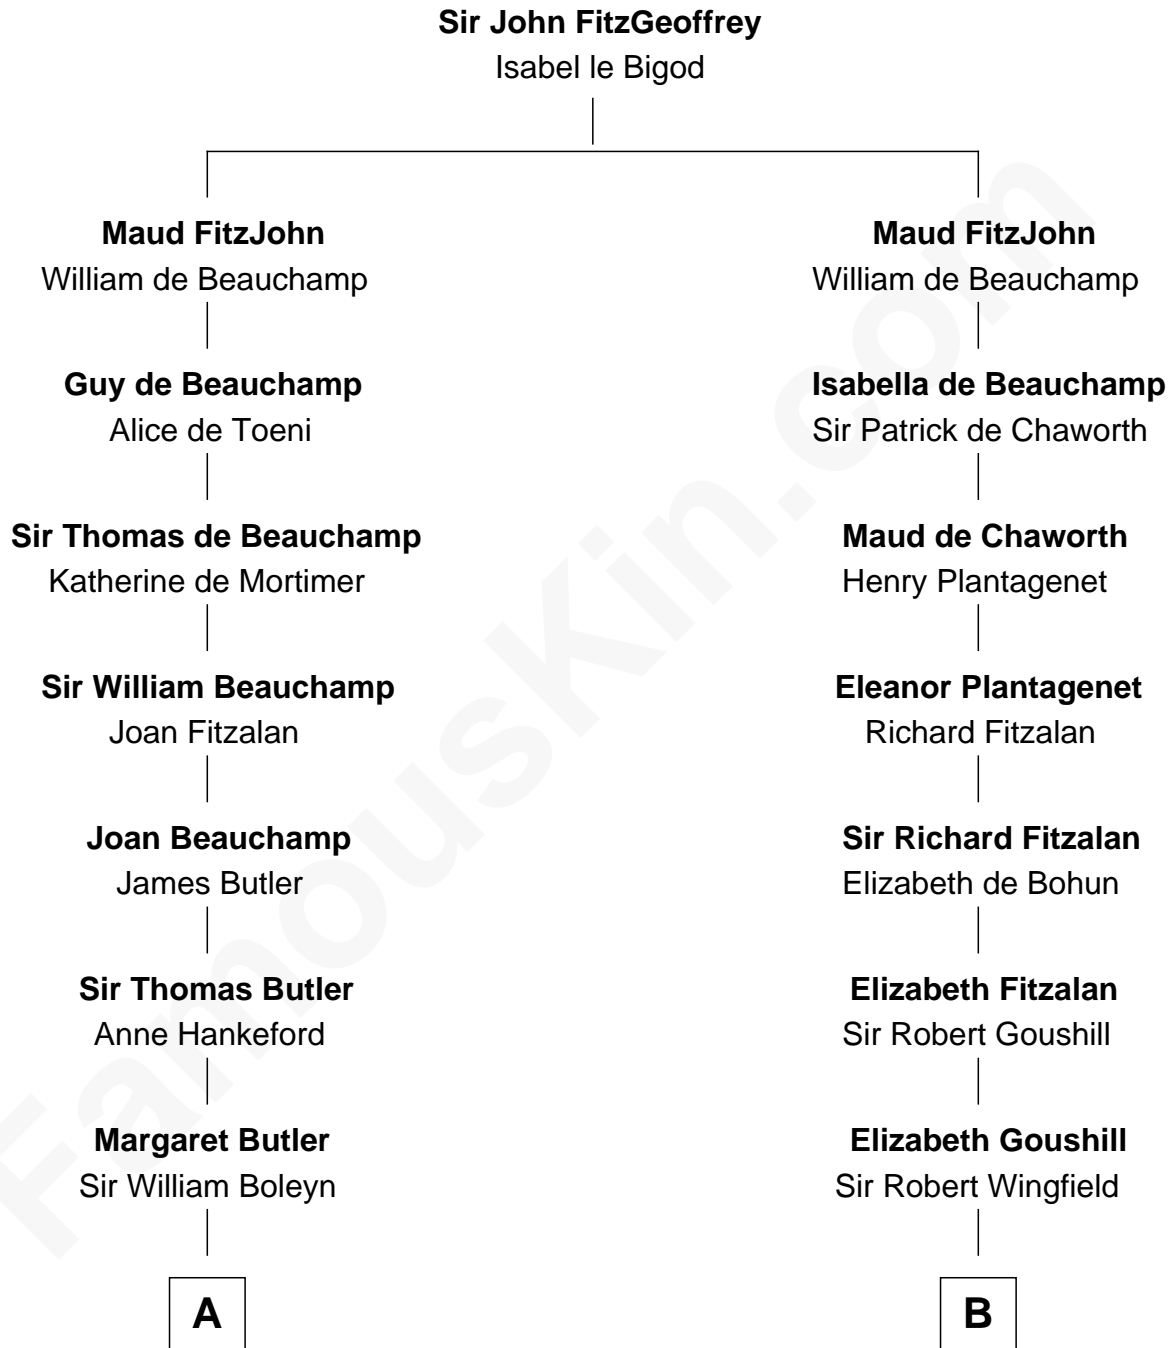 Sir John FitzGeoffrey
Isabel le Bigod
Maud FitzJohn
William de Beauchamp
Maud FitzJohn
William de Beauchamp
Guy de Beauchamp
Alice de Toeni
Isabella de Beauchamp
Sir Patrick de Chaworth
Sir Thomas de Beauchamp
Katherine de Mortimer
Maud de Chaworth
Henry Plantagenet
Sir William Beauchamp
Joan Fitzalan
Eleanor Plantagenet
Richard Fitzalan
Joan Beauchamp
James Butler
Sir Richard Fitzalan
Elizabeth de Bohun
Sir Thomas Butler
Anne Hankeford
Elizabeth Fitzalan
Sir Robert Goushill
Margaret Butler
Sir William Boleyn
Elizabeth Goushill
Sir Robert Wingfield
A
B
FamousKin.com